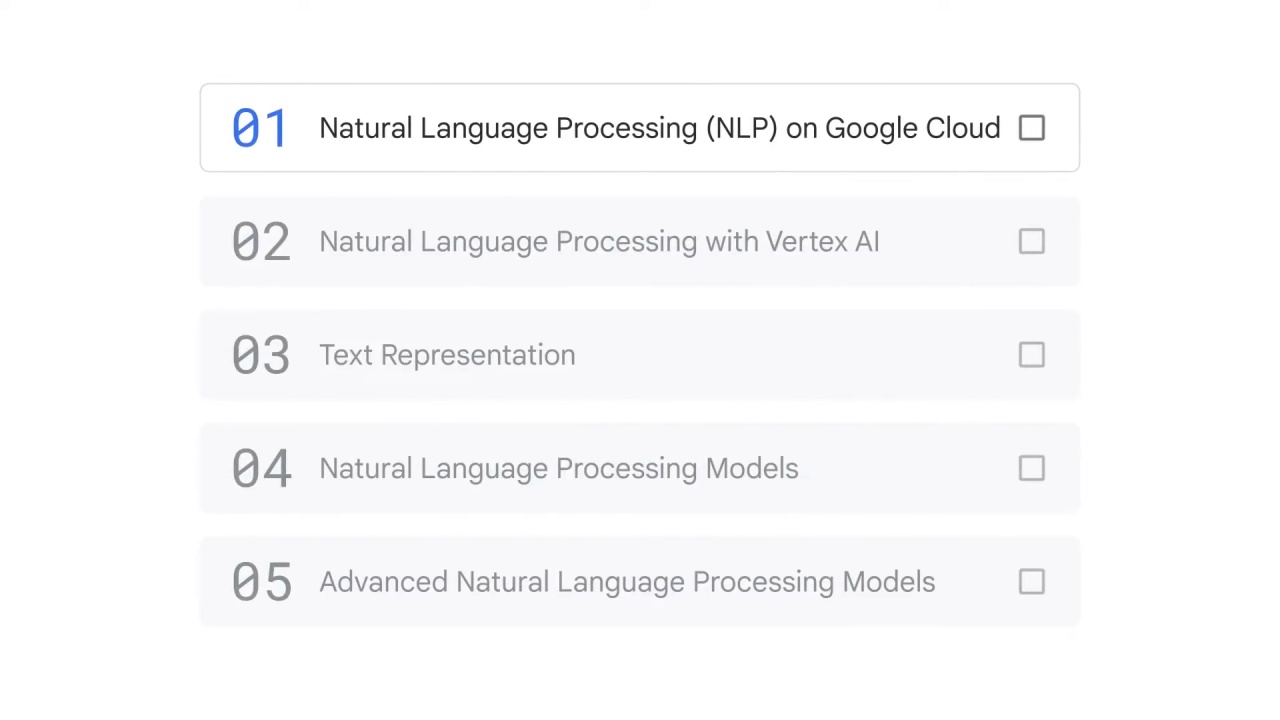 01 Natural Language Processing (NLP) on Google Cloud
02 Natural Language Processing with Vertex AI
03 Text Representation
04 Natural Language Processing Models
05 Advanced Natural Language Processing Models